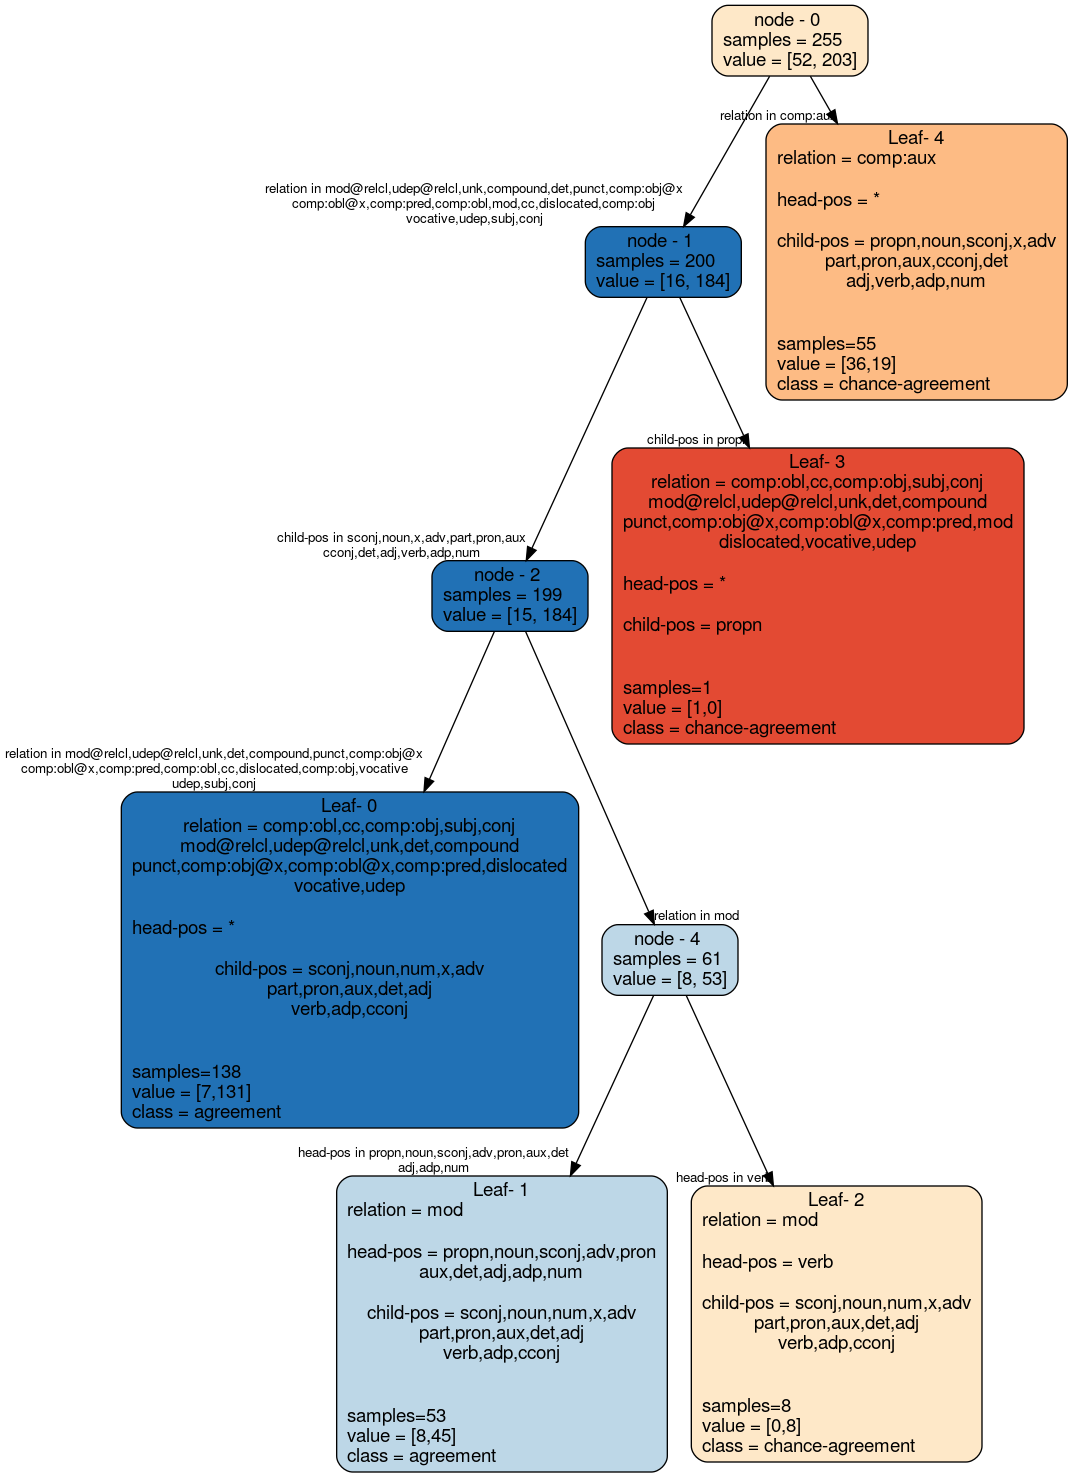 node - 0
samples = 255
value = [52, 203]
relation in comp:aux
Leaf- 4
relation = comp:aux
head-pos = *
child-pos = propn,noun,sconj,x,adv
part,pron,aux,cconj,det
adj,verb,adp,num
samples=55
value = [36,19]
class = chance-agreement
relation in mod@relcl,udep@relcl,unk,compound,det,punct,comp:obj@x
comp:obl@x,comp:pred,comp:obl,mod,cc,dislocated,comp:obj
vocative,udep,subj,conj
node - 1
samples = 200
value = [16, 184]
child-pos in propn
Leaf- 3
relation = comp:obl,cc,comp:obj,subj,conj
mod@relcl,udep@relcl,unk,det,compound
punct,comp:obj@x,comp:obl@x,comp:pred,mod
dislocated,vocative,udep
head-pos = *
child-pos = propn
samples=1
value = [1,0]
class = chance-agreement
child-pos in sconj,noun,x,adv,part,pron,aux
cconj,det,adj,verb,adp,num
node - 2
samples = 199
value = [15, 184]
relation in mod@relcl,udep@relcl,unk,det,compound,punct,comp:obj@x
comp:obl@x,comp:pred,comp:obl,cc,dislocated,comp:obj,vocative
udep,subj,conj
Leaf- 0
relation = comp:obl,cc,comp:obj,subj,conj
mod@relcl,udep@relcl,unk,det,compound
punct,comp:obj@x,comp:obl@x,comp:pred,dislocated
vocative,udep
head-pos = *
child-pos = sconj,noun,num,x,adv
part,pron,aux,det,adj
verb,adp,cconj
samples=138
value = [7,131]
class = agreement
relation in mod
node - 4
samples = 61
value = [8, 53]
head-pos in propn,noun,sconj,adv,pron,aux,det
adj,adp,num
Leaf- 1
relation = mod
head-pos = propn,noun,sconj,adv,pron
aux,det,adj,adp,num
child-pos = sconj,noun,num,x,adv
part,pron,aux,det,adj
verb,adp,cconj
samples=53
value = [8,45]
class = agreement
head-pos in verb
Leaf- 2
relation = mod
head-pos = verb
child-pos = sconj,noun,num,x,adv
part,pron,aux,det,adj
verb,adp,cconj
samples=8
value = [0,8]
class = chance-agreement